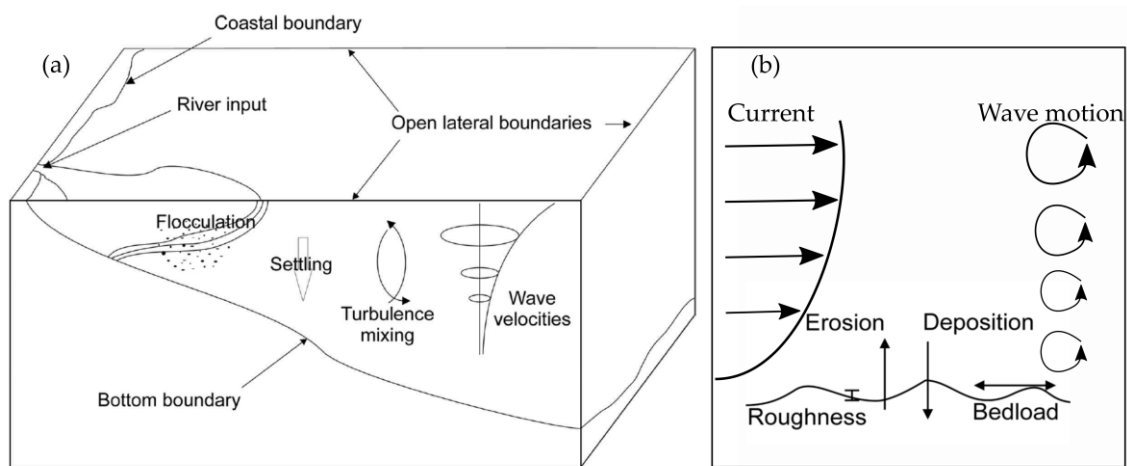 Coastal boundary
(a)
River input
Open lateral boundaries
Flocculation
Settling
Turbulence
mixing
Wave
velocities
Bottom boundary
(b)
Current
Wave motion
Erosion
Deposition
Roughness
Bedload